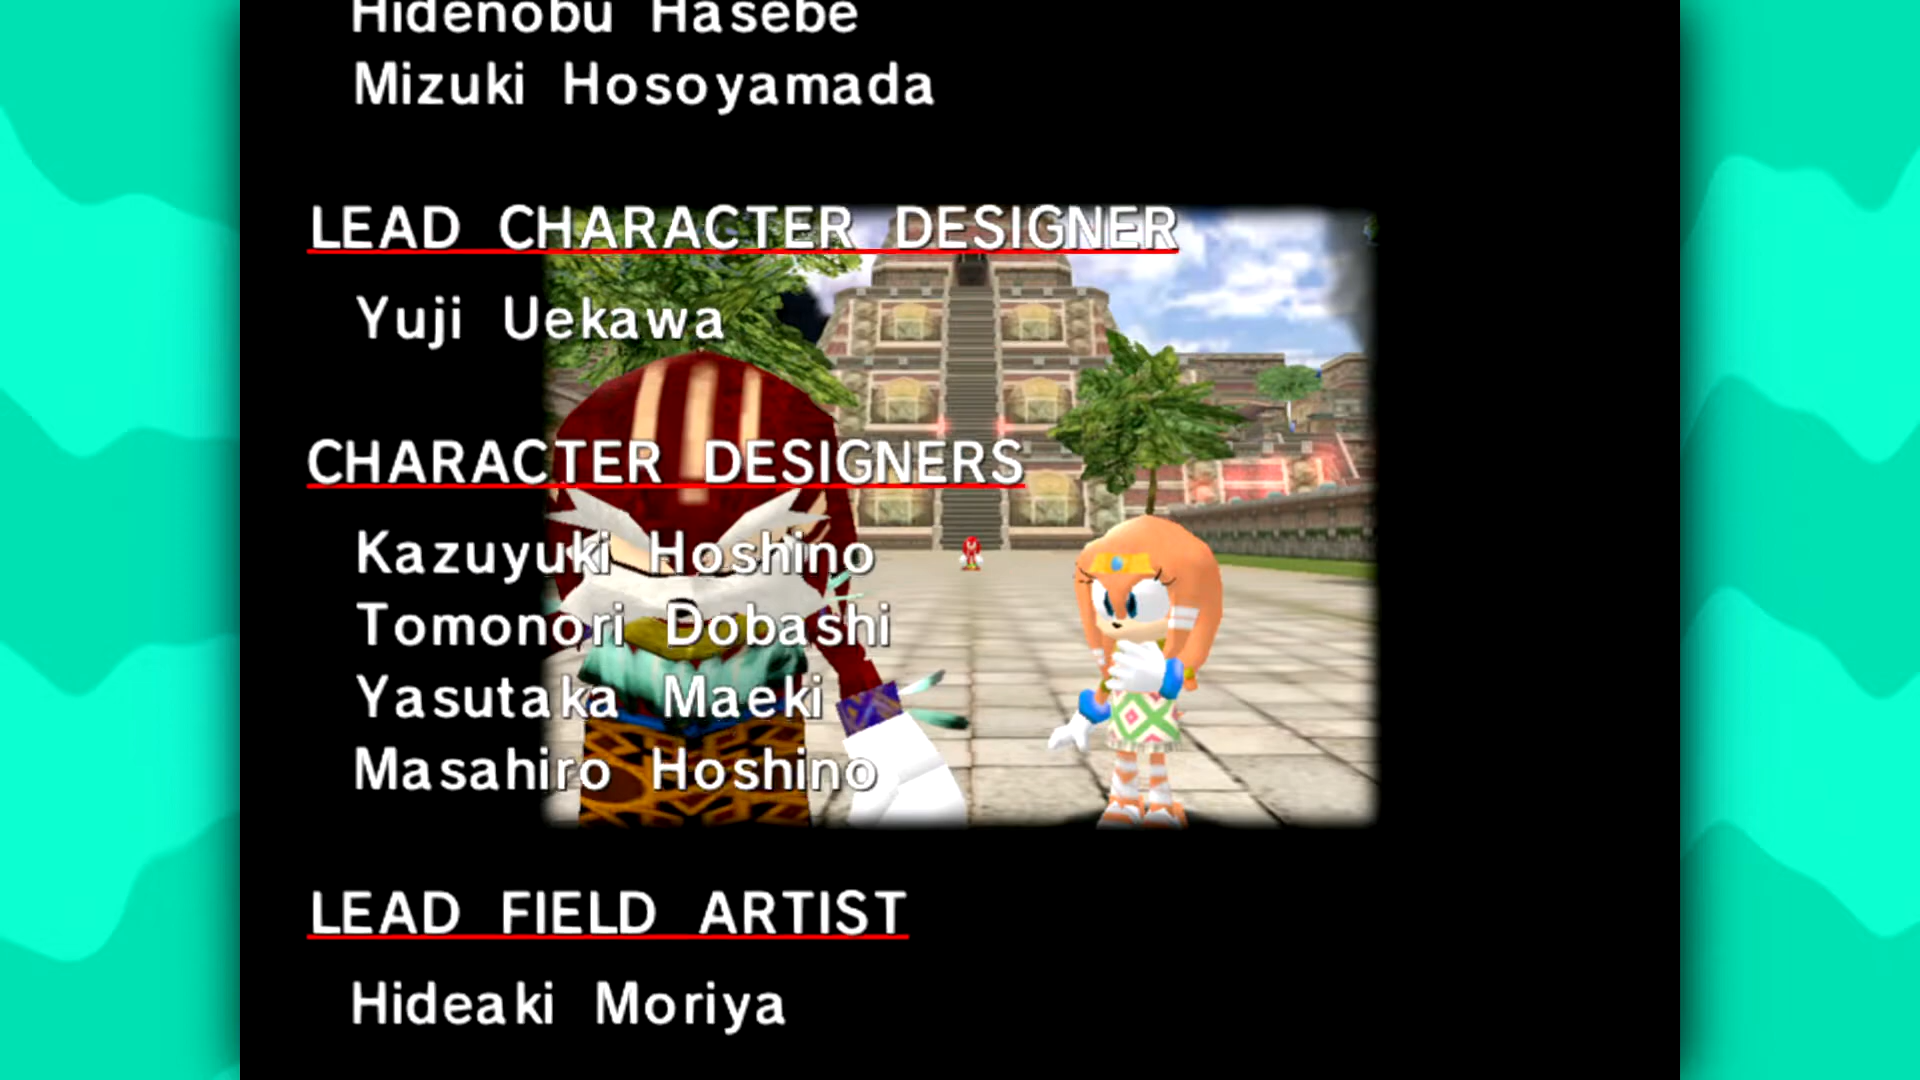 Hidenobu Hasebe
Mizuki Hosoyamada
LEAD CHARACTER DESIGNER
Yuji Uekawa
CHARACTER DESIGNERS
Kazuyuki Hoshino
Tomonori Dobashi
Yasutaka Maeki
Masahiro Hoshino
LEAD FIELD ARTIST
Hideaki Moriya